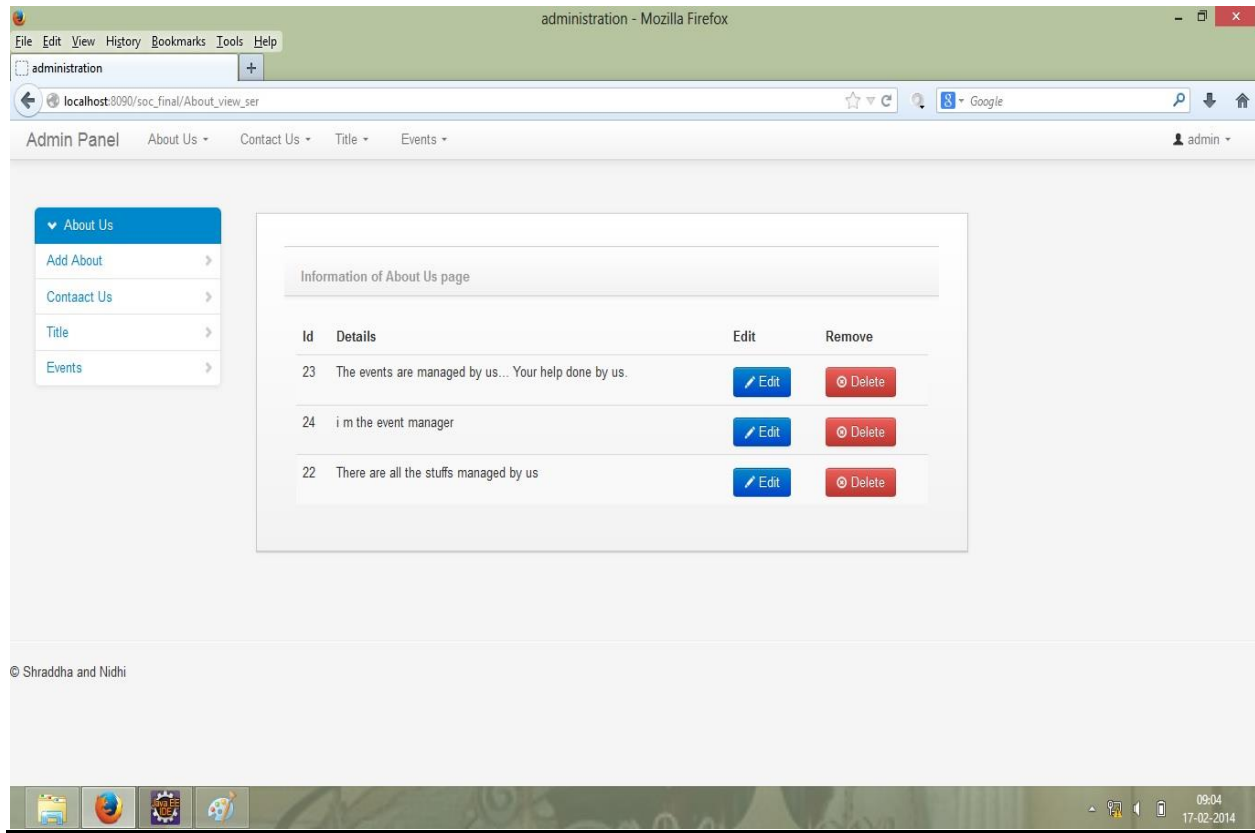 administration - Mozilla Firefox
File Edit View History Bookmarks Tools Help
administration
localhost:8090/soc_final/About_view_ser
8 Google
Admin Panel About Us Contact Us Title Events admin
About Us
Add About
Contaact Us
Title
Events
Information of About Us page
Id Details Edit Remove
23 The events are managed by us... Your help done by us. Edit Delete
24 i m the event manager Edit Delete
22 There are all the stuffs managed by us Edit Delete
© Shraddha and Nidhi
Java EE
IDE
09:04
17-02-2014